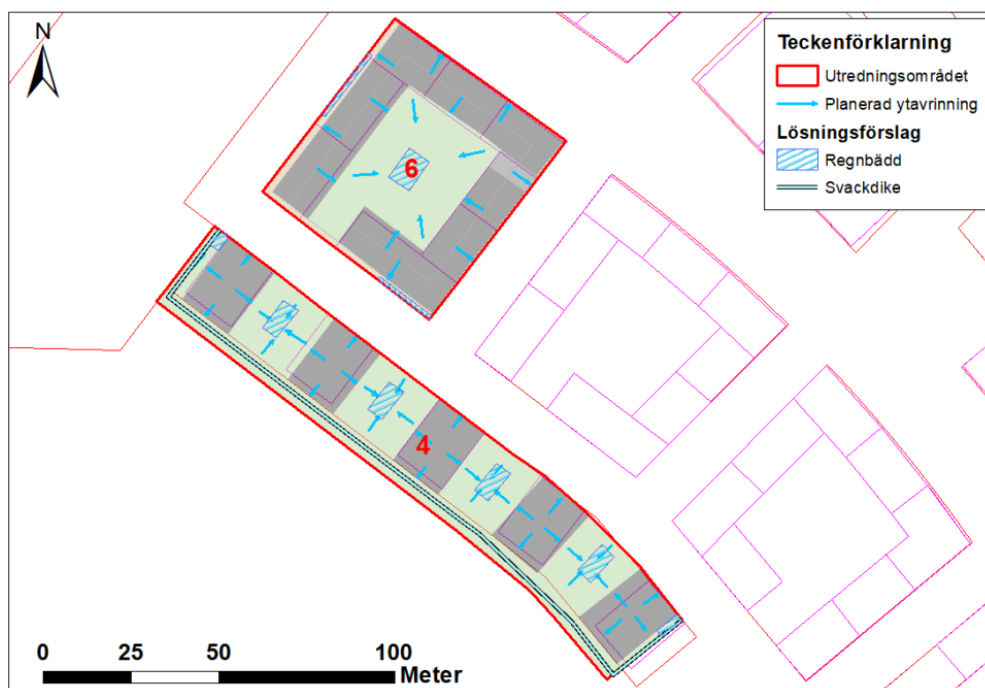 N
Teckenförklarning
Utredningsområdet
Planerad ytavrinning
Lösningsförslag
Regnbädd
Svackdike
6
4
0 25 50 100
Meter